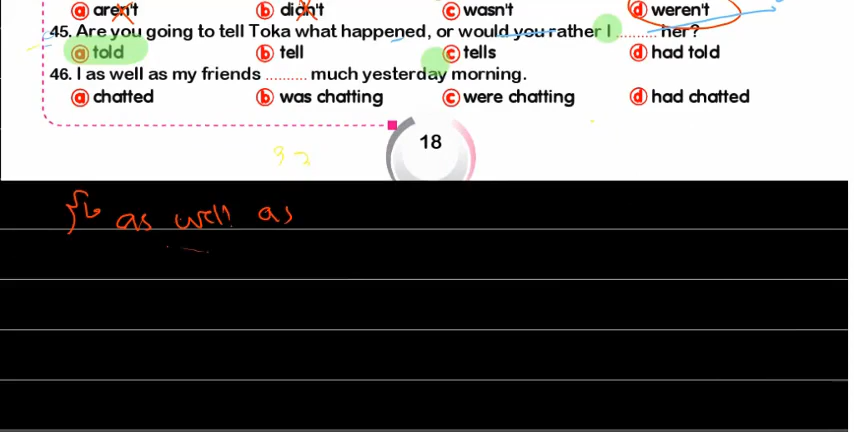 a aren't b didn't c wasn't d weren't
45. Are you going to tell Toka what happened, or would you rather I .......... her?
a told b tell c tells d had told
46. I as well as my friends .......... much yesterday morning.
a chatted b was chatting c were chatting d had chatted
18
as well as